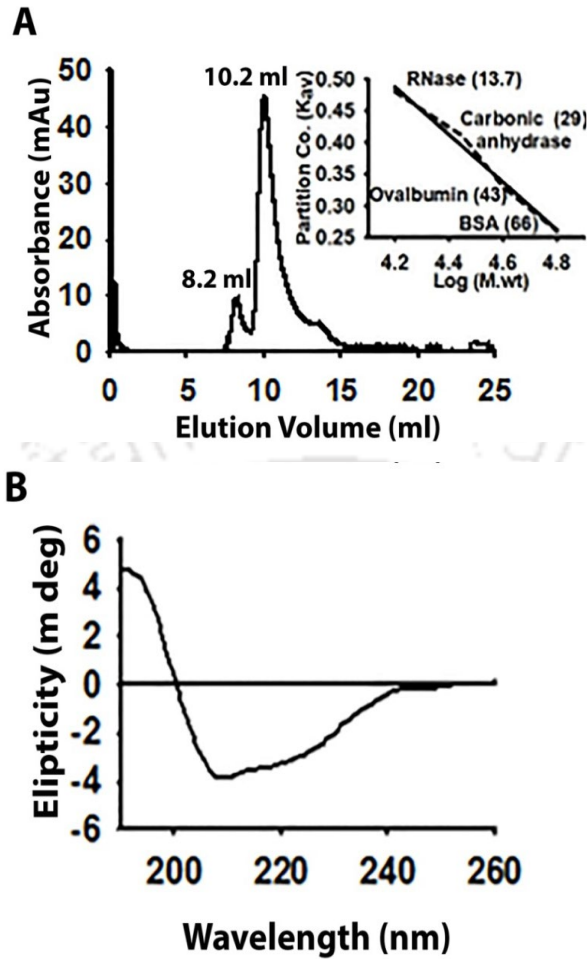 A
Absorbance (mAu)
50
40
30
20
10
0
10.2 ml
8.2 ml
0 5 10 15 20 25
Elution Volume (ml)
Partition Co. (Kav)
0.50
0.45
0.40
0.35
0.30
0.25
RNase (13.7)
Carbonic (29)
anhydrase
Ovalbumin (43)
BSA (66)
4.2 4.4 4.6 4.8
Log (M.wt)
B
Elipticity (m deg)
6
4
2
0
-2
-4
-6
200 220 240 260
Wavelength (nm)